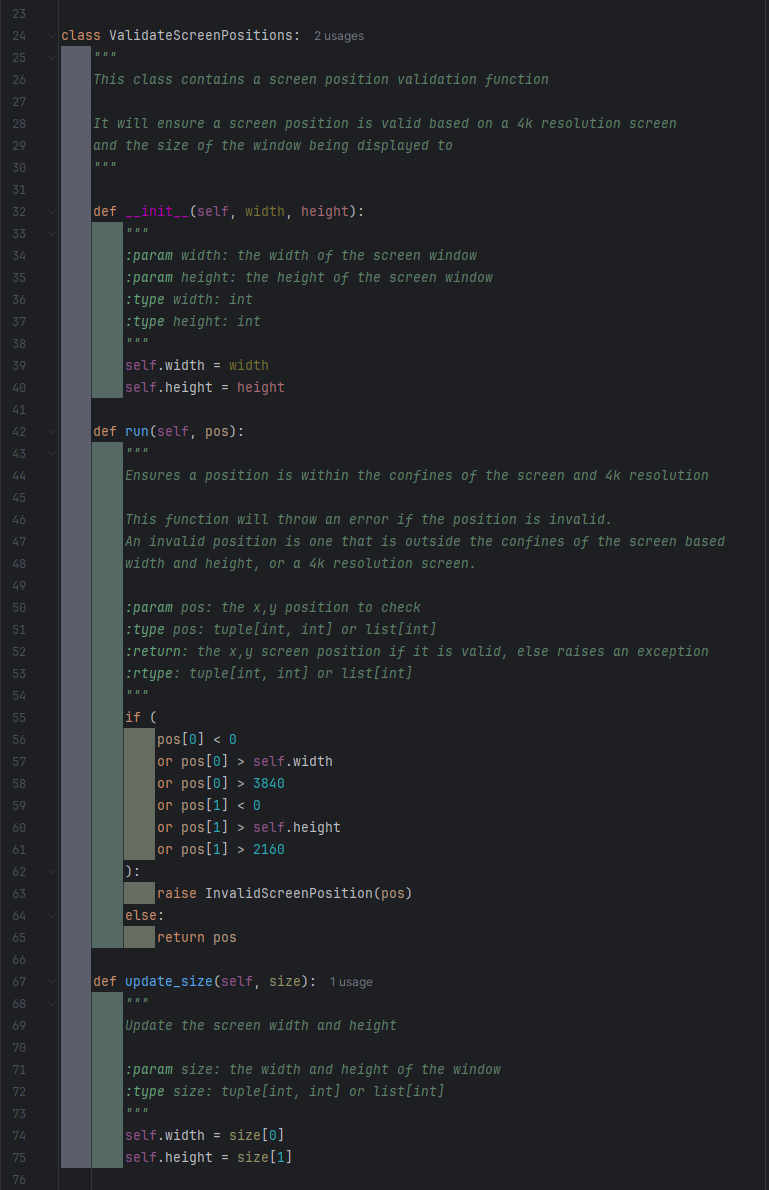 23
24 class ValidateScreenPositions: 2 usages
25 """
26 This class contains a screen position validation function
27
28 It will ensure a screen position is valid based on a 4k resolution screen
29 and the size of the window being displayed to
30 """
31
32 def __init__(self, width, height):
33 """
34 :param width: the width of the screen window
35 :param height: the height of the screen window
36 :type width: int
37 :type height: int
38 """
39 self.width = width
40 self.height = height
41
42 def run(self, pos):
43 """
44 Ensures a position is within the confines of the screen and 4k resolution
45
46 This function will throw an error if the position is invalid.
47 An invalid position is one that is outside the confines of the screen based
48 width and height, or a 4k resolution screen.
49
50 :param pos: the x,y position to check
51 :type pos: tuple[int, int] or list[int]
52 :return: the x,y screen position if it is valid, else raises an exception
53 :rtype: tuple[int, int] or list[int]
54 """
55 if (
56 pos[0] < 0
57 or pos[0] > self.width
58 or pos[0] > 3840
59 or pos[1] < 0
60 or pos[1] > self.height
61 or pos[1] > 2160
62 ):
63 raise InvalidScreenPosition(pos)
64 else:
65 return pos
66
67 def update_size(self, size): 1 usage
68 """
69 Update the screen width and height
70
71 :param size: the width and height of the window
72 :type size: tuple[int, int] or list[int]
73 """
74 self.width = size[0]
75 self.height = size[1]
76